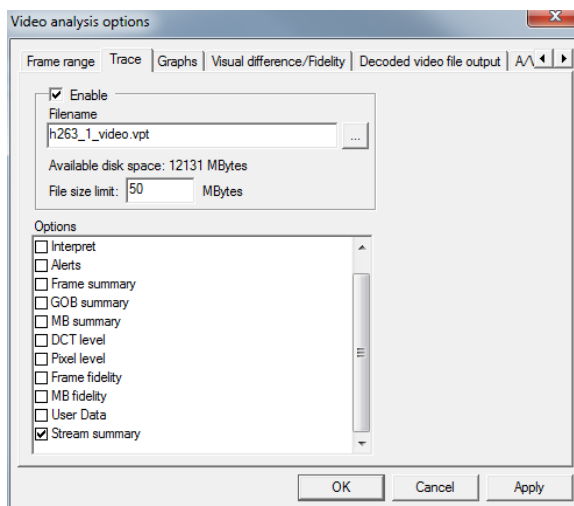 Video analysis options
Frame range Trace Graphs Visual difference/Fidelity Decoded video file output A/V
Enable
Filename
h263_1_video.vpt ...
Available disk space: 12131 MBytes
File size limit: 50 MBytes
Options
Interpret
Alerts
Frame summary
GOB summary
MB summary
DCT level
Pixel level
Frame fidelity
MB fidelity
User Data
Stream summary
OK Cancel Apply